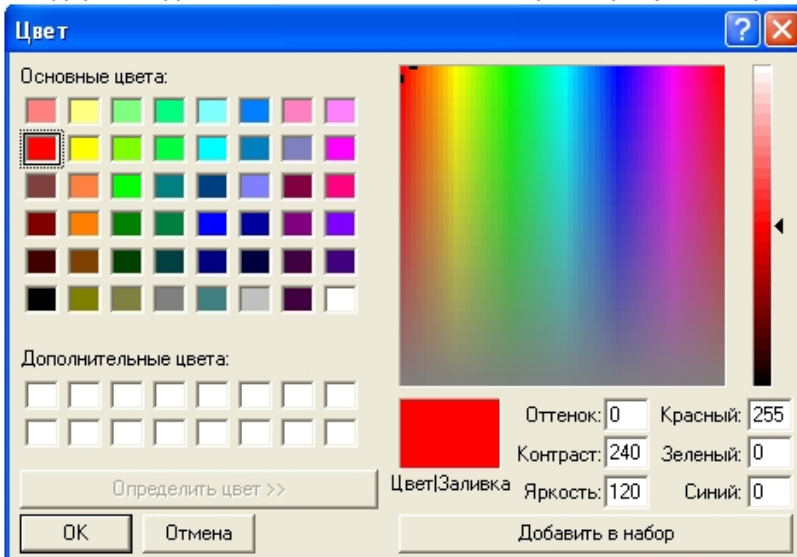 Цвет
Основные цвета:
Дополнительные цвета:
Определить цвет >>
ОК
Отмена
Цвет|Заливка
Оттенок: 0
Красный: 255
Контраст: 240
Зеленый: 0
Яркость: 120
Синий: 0
Добавить в набор